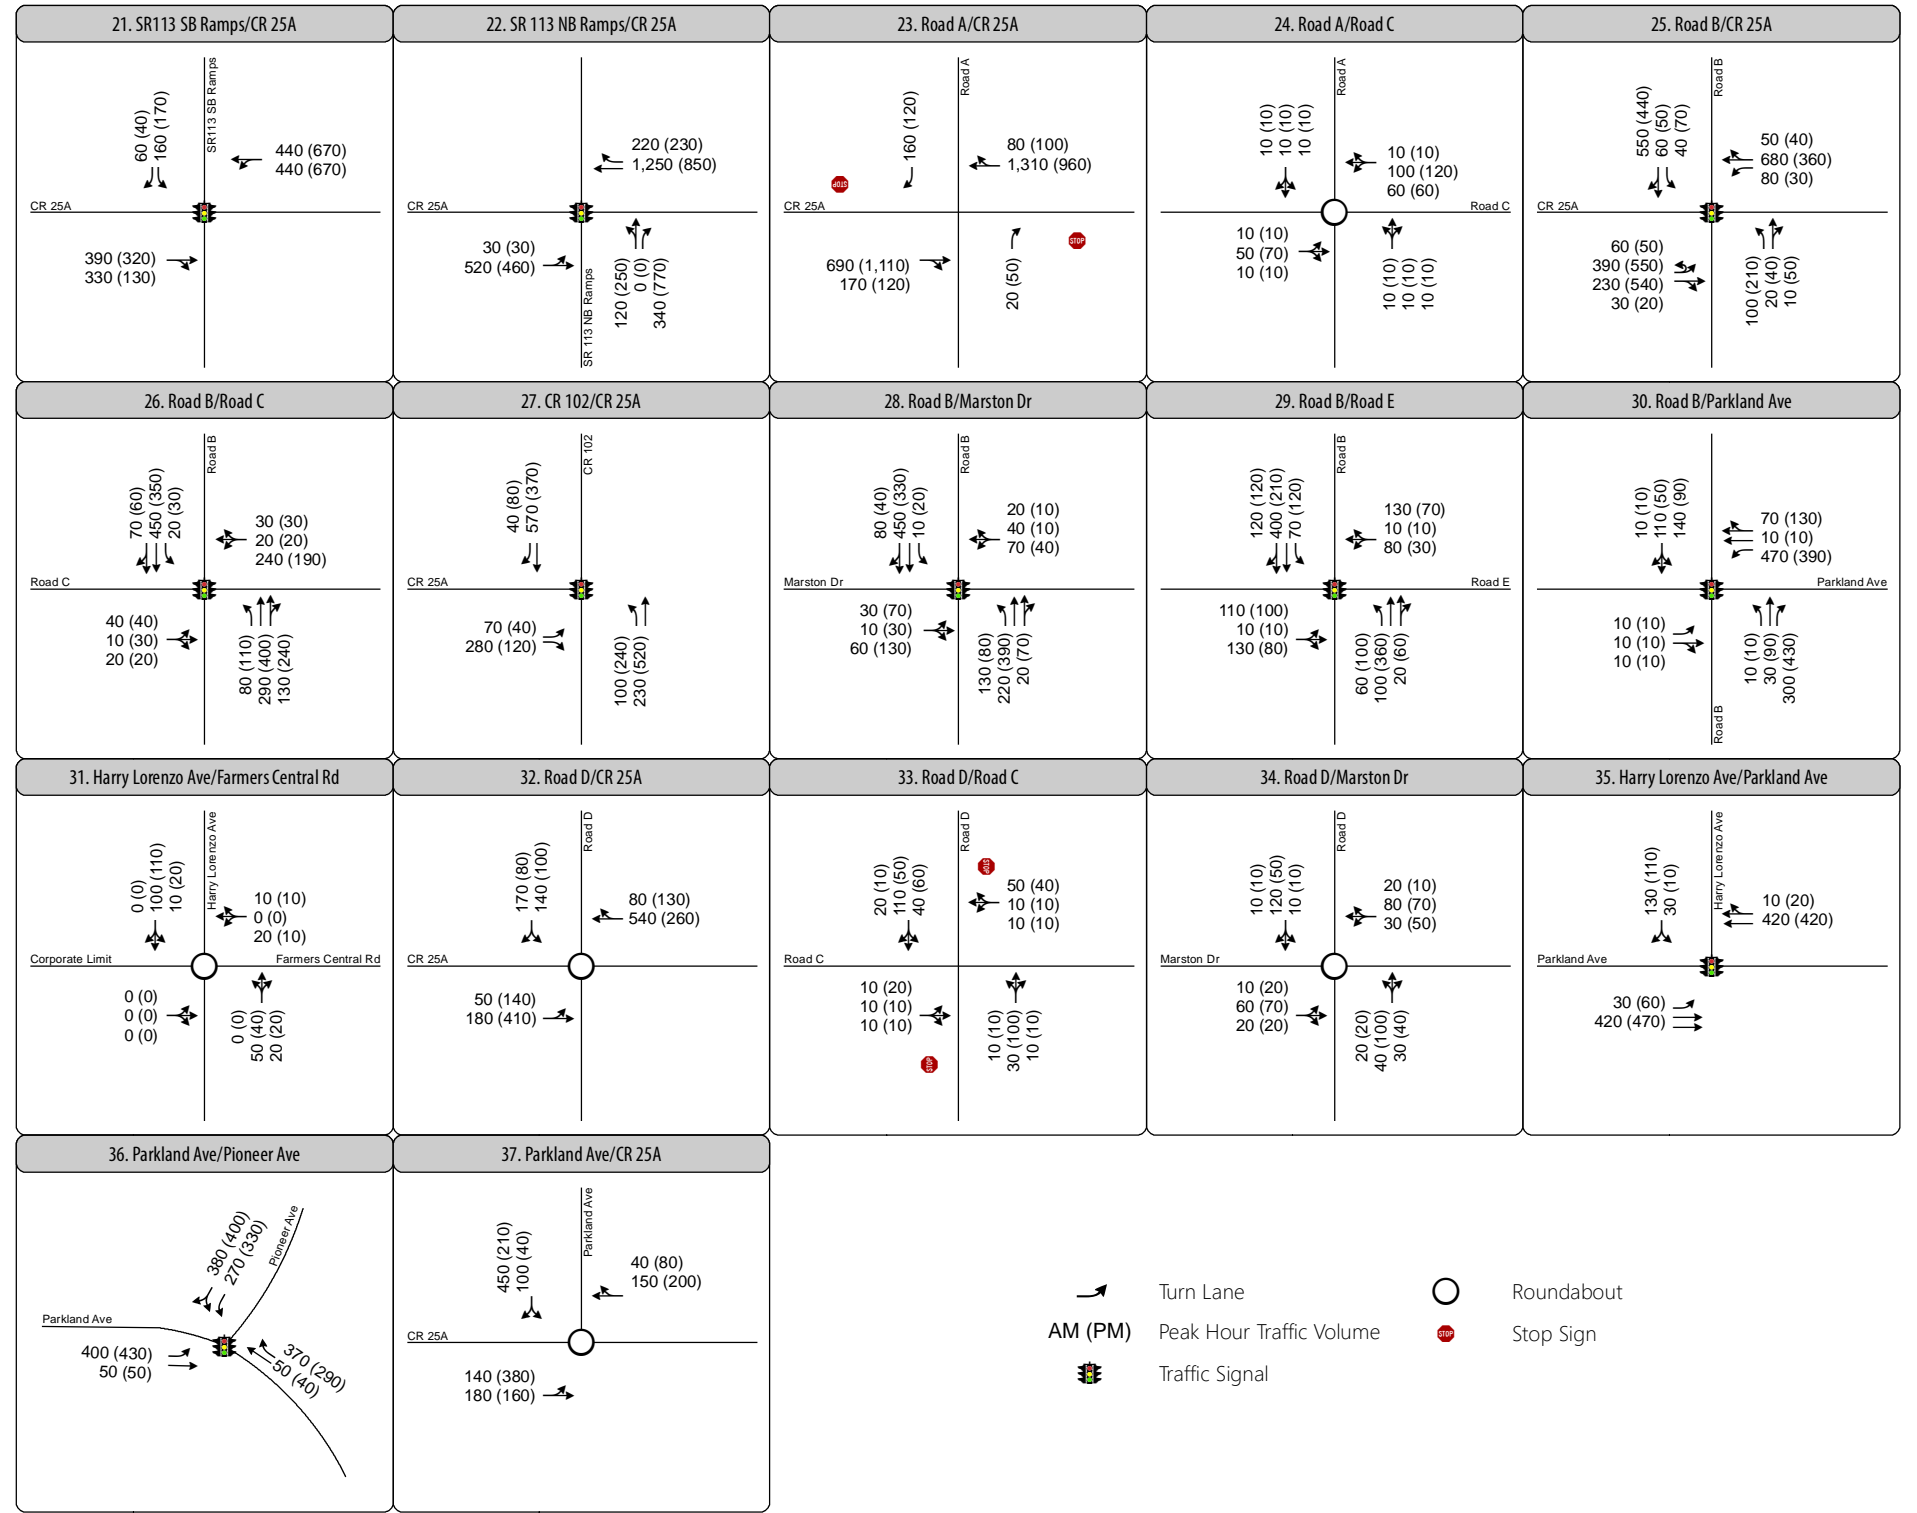 21. SR113 SB Ramps/CR 25A
60 (40)
160 (170)
SR113 SB Ramps
440 (670)
440 (670)
CR 25A
390 (320)
330 (130)
22. SR 113 NB Ramps/CR 25A
220 (230)
1,250 (850)
CR 25A
30 (30)
520 (460)
SR 113 NB Ramps
120 (250)
0 (0)
340 (770)
23. Road A/CR 25A
160 (120)
Road A
80 (100)
1,310 (960)
STOP
CR 25A
STOP
690 (1,110)
170 (120)
20 (50)
24. Road A/Road C
10 (10)
10 (10)
10 (10)
Road A
10 (10)
100 (120)
60 (60)
Road C
10 (10)
50 (70)
10 (10)
10 (10)
10 (10)
10 (10)
25. Road B/CR 25A
550 (440)
60 (50)
40 (70)
Road B
50 (40)
680 (360)
80 (30)
CR 25A
60 (50)
390 (550)
230 (540)
30 (20)
100 (210)
20 (40)
10 (50)
26. Road B/Road C
70 (60)
450 (350)
20 (30)
Road B
30 (30)
20 (20)
240 (190)
Road C
40 (40)
10 (30)
20 (20)
80 (110)
290 (400)
130 (240)
27. CR 102/CR 25A
40 (80)
570 (370)
CR 102
CR 25A
70 (40)
280 (120)
100 (240)
230 (520)
28. Road B/Marston Dr
80 (40)
450 (330)
10 (20)
Road B
20 (10)
40 (10)
70 (40)
Marston Dr
30 (70)
10 (30)
60 (130)
130 (80)
220 (390)
20 (70)
29. Road B/Road E
120 (120)
400 (210)
70 (120)
Road B
130 (70)
10 (10)
80 (30)
Road E
110 (100)
10 (10)
130 (80)
60 (100)
100 (360)
20 (60)
30. Road B/Parkland Ave
10 (10)
110 (50)
140 (90)
70 (130)
10 (10)
470 (390)
Parkland Ave
10 (10)
10 (10)
10 (10)
10 (10)
30 (90)
300 (430)
Road B
31. Harry Lorenzo Ave/Farmers Central Rd
0 (0)
100 (110)
10 (20)
Harry Lorenzo Ave
10 (10)
0 (0)
20 (10)
Corporate Limit
Farmers Central Rd
0 (0)
0 (0)
0 (0)
0 (0)
50 (40)
20 (20)
32. Road D/CR 25A
170 (80)
140 (100)
Road D
80 (130)
540 (260)
CR 25A
50 (140)
180 (410)
33. Road D/Road C
20 (10)
110 (50)
40 (60)
Road D
STOP
50 (40)
10 (10)
10 (10)
Road C
10 (20)
10 (10)
10 (10)
STOP
10 (10)
30 (100)
10 (10)
34. Road D/Marston Dr
10 (10)
120 (50)
10 (10)
Road D
20 (10)
80 (70)
30 (50)
Marston Dr
10 (20)
60 (70)
20 (20)
20 (20)
40 (100)
30 (40)
35. Harry Lorenzo Ave/Parkland Ave
130 (110)
30 (10)
Harry Lorenzo Ave
10 (20)
420 (420)
Parkland Ave
30 (60)
420 (470)
36. Parkland Ave/Pioneer Ave
380 (400)
270 (330)
Pioneer Ave
Parkland Ave
400 (430)
50 (50)
370 (290)
50 (40)
37. Parkland Ave/CR 25A
450 (210)
100 (40)
Parkland Ave
40 (80)
150 (200)
CR 25A
140 (380)
180 (160)
Turn Lane
Roundabout
AM (PM) Peak Hour Traffic Volume
STOP Stop Sign
Traffic Signal